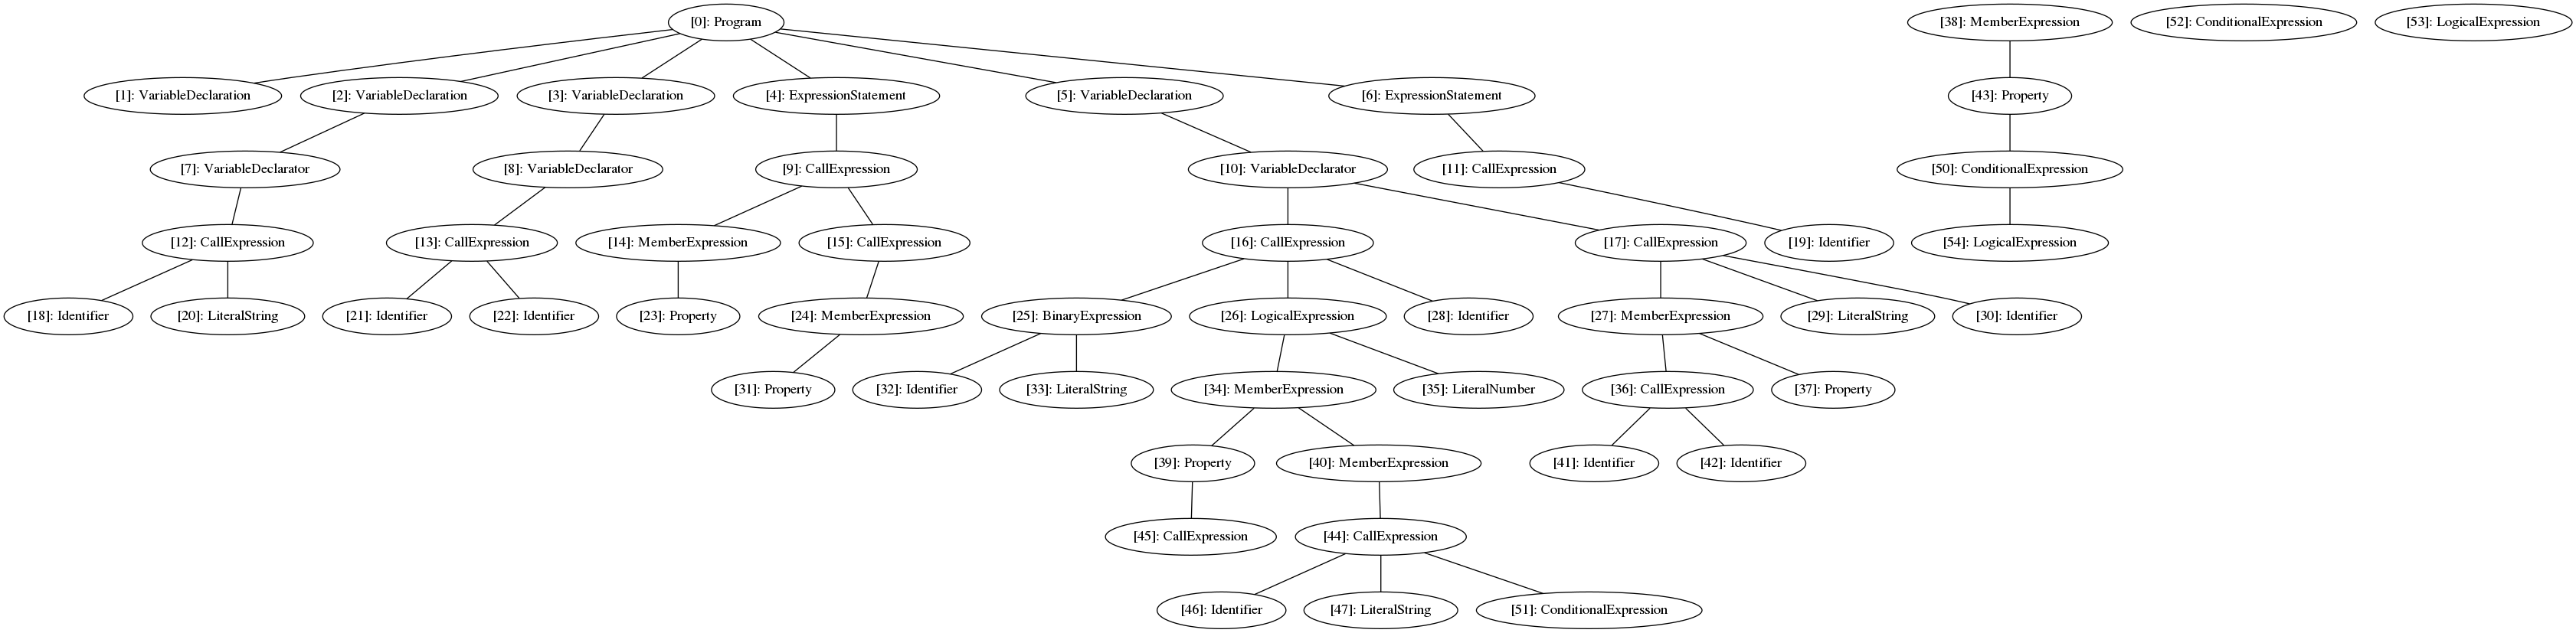 [0]: Program
[38]: MemberExpression
[52]: ConditionalExpression
[53]: LogicalExpression
[1]: VariableDeclaration
[2]: VariableDeclaration
[3]: VariableDeclaration
[4]: ExpressionStatement
[5]: VariableDeclaration
[6]: ExpressionStatement
[43]: Property
[7]: VariableDeclarator
[8]: VariableDeclarator
[9]: CallExpression
[10]: VariableDeclarator
[11]: CallExpression
[50]: ConditionalExpression
[12]: CallExpression
[13]: CallExpression
[14]: MemberExpression
[15]: CallExpression
[16]: CallExpression
[17]: CallExpression
[19]: Identifier
[54]: LogicalExpression
[18]: Identifier
[20]: LiteralString
[21]: Identifier
[22]: Identifier
[23]: Property
[24]: MemberExpression
[25]: BinaryExpression
[26]: LogicalExpression
[28]: Identifier
[27]: MemberExpression
[29]: LiteralString
[30]: Identifier
[31]: Property
[32]: Identifier
[33]: LiteralString
[34]: MemberExpression
[35]: LiteralNumber
[36]: CallExpression
[37]: Property
[39]: Property
[40]: MemberExpression
[41]: Identifier
[42]: Identifier
[45]: CallExpression
[44]: CallExpression
[46]: Identifier
[47]: LiteralString
[51]: ConditionalExpression